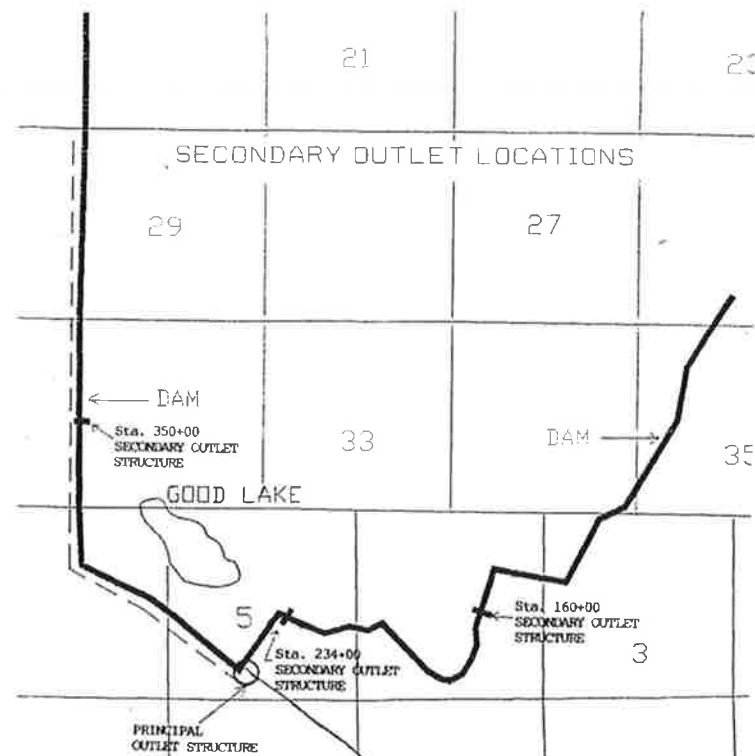 21
SECONDARY OUTLET LOCATIONS
29
27
DAM
Sta. 350+00
SECONDARY OUTLET
STRUCTURE
33
DAM
35
GOOD LAKE
5
Sta. 160+00
SECONDARY OUTLET
STRUCTURE
3
Sta. 234+00
SECONDARY OUTLET
STRUCTURE
PRINCIPAL
OUTLET STRUCTURE